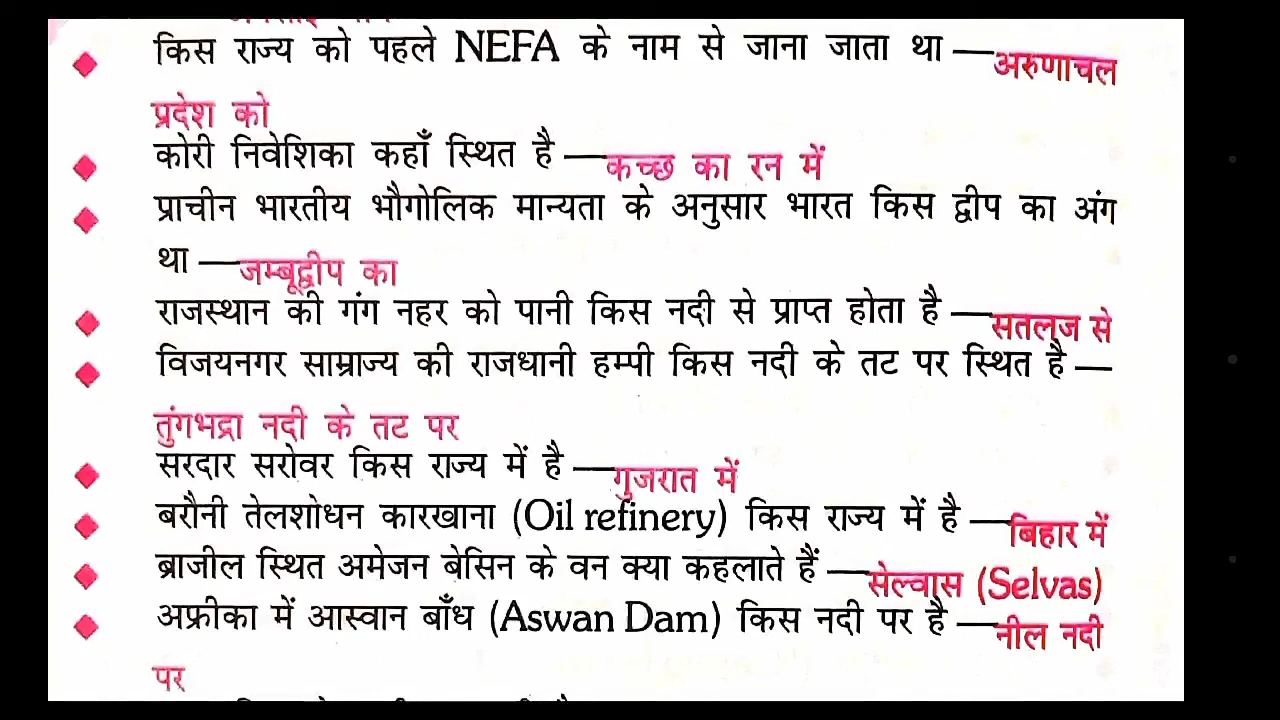 किस राज्य को पहले NEFA के नाम से जाना जाता था —अरुणाचल
प्रदेश को
कोरी निवेशिका कहाँ स्थित है —कच्छ का रन में
प्राचीन भारतीय भौगोलिक मान्यता के अनुसार भारत किस द्वीप का अंग
था —जम्बूद्वीप का
राजस्थान की गंग नहर को पानी किस नदी से प्राप्त होता है —सतलज से
विजयनगर साम्राज्य की राजधानी हम्पी किस नदी के तट पर स्थित है —
तुंगभद्रा नदी के तट पर
सरदार सरोवर किस राज्य में है —गुजरात में
बरौनी तेलशोधन कारखाना (Oil refinery) किस राज्य में है —बिहार में
ब्राजील स्थित अमेजन बेसिन के वन क्या कहलाते हैं —सेल्वास (Selvas)
अफ्रीका में आस्वान बाँध (Aswan Dam) किस नदी पर है —नील नदी
पर